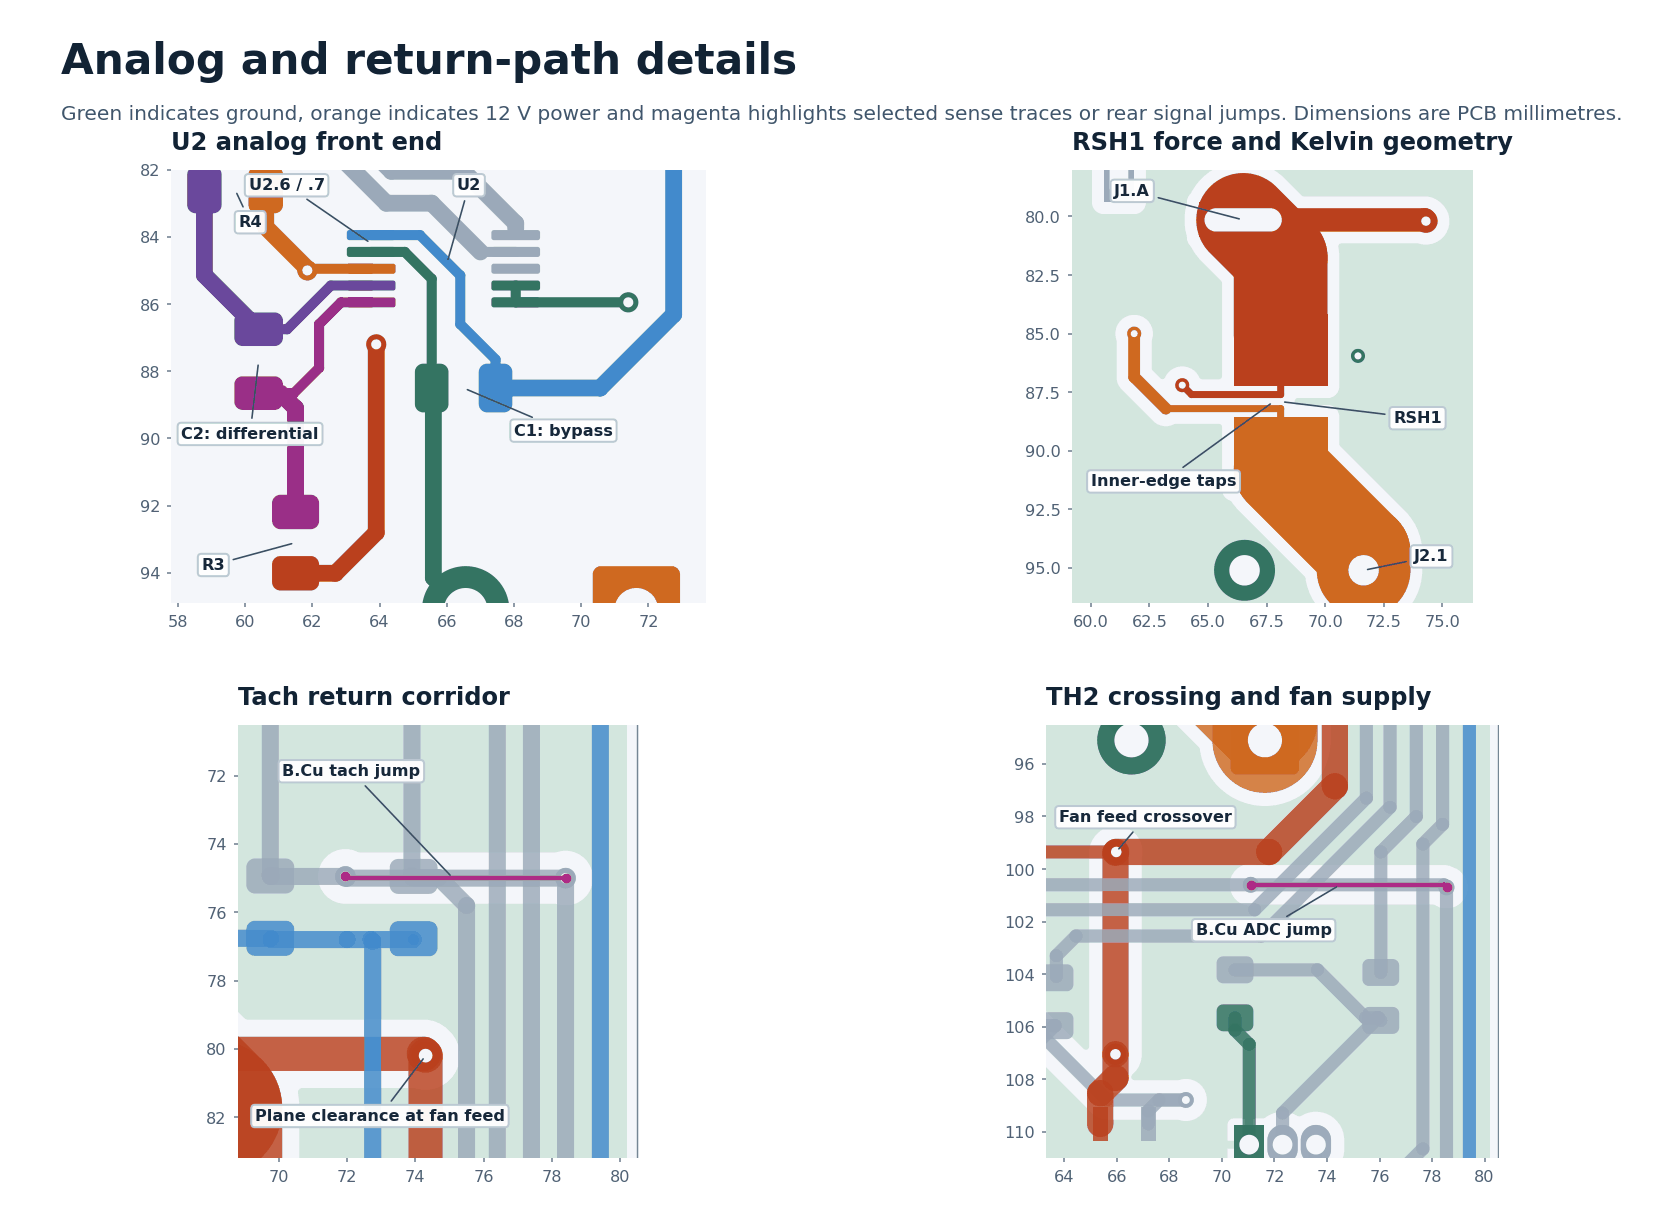 Analog and return-path details
Green indicates ground, orange indicates 12 V power and magenta highlights selected sense traces or rear signal jumps. Dimensions are PCB millimetres.
U2 analog front end
82
84
86
88
90
92
94
U2.6 / .7
U2
R4
C2: differential
C1: bypass
R3
58 60 62 64 66 68 70 72
RSH1 force and Kelvin geometry
80.0
82.5
85.0
87.5
90.0
92.5
95.0
J1.A
RSH1
Inner-edge taps
J2.1
60.0 62.5 65.0 67.5 70.0 72.5 75.0
Tach return corridor
72
74
76
78
80
82
B.Cu tach jump
Plane clearance at fan feed
70 72 74 76 78 80
TH2 crossing and fan supply
96
98
100
102
104
106
108
110
Fan feed crossover
B.Cu ADC jump
64 66 68 70 72 74 76 78 80